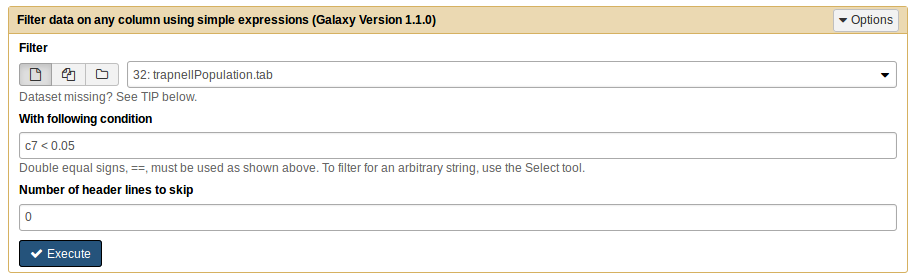 Filter data on any column using simple expressions (Galaxy Version 1.1.0)
Options
Filter
32: trapnellPopulation.tab
Dataset missing? See TIP below.
With following condition
c7 < 0.05
Double equal signs, ==, must be used as shown above. To filter for an arbitrary string, use the Select tool.
Number of header lines to skip
0
Execute